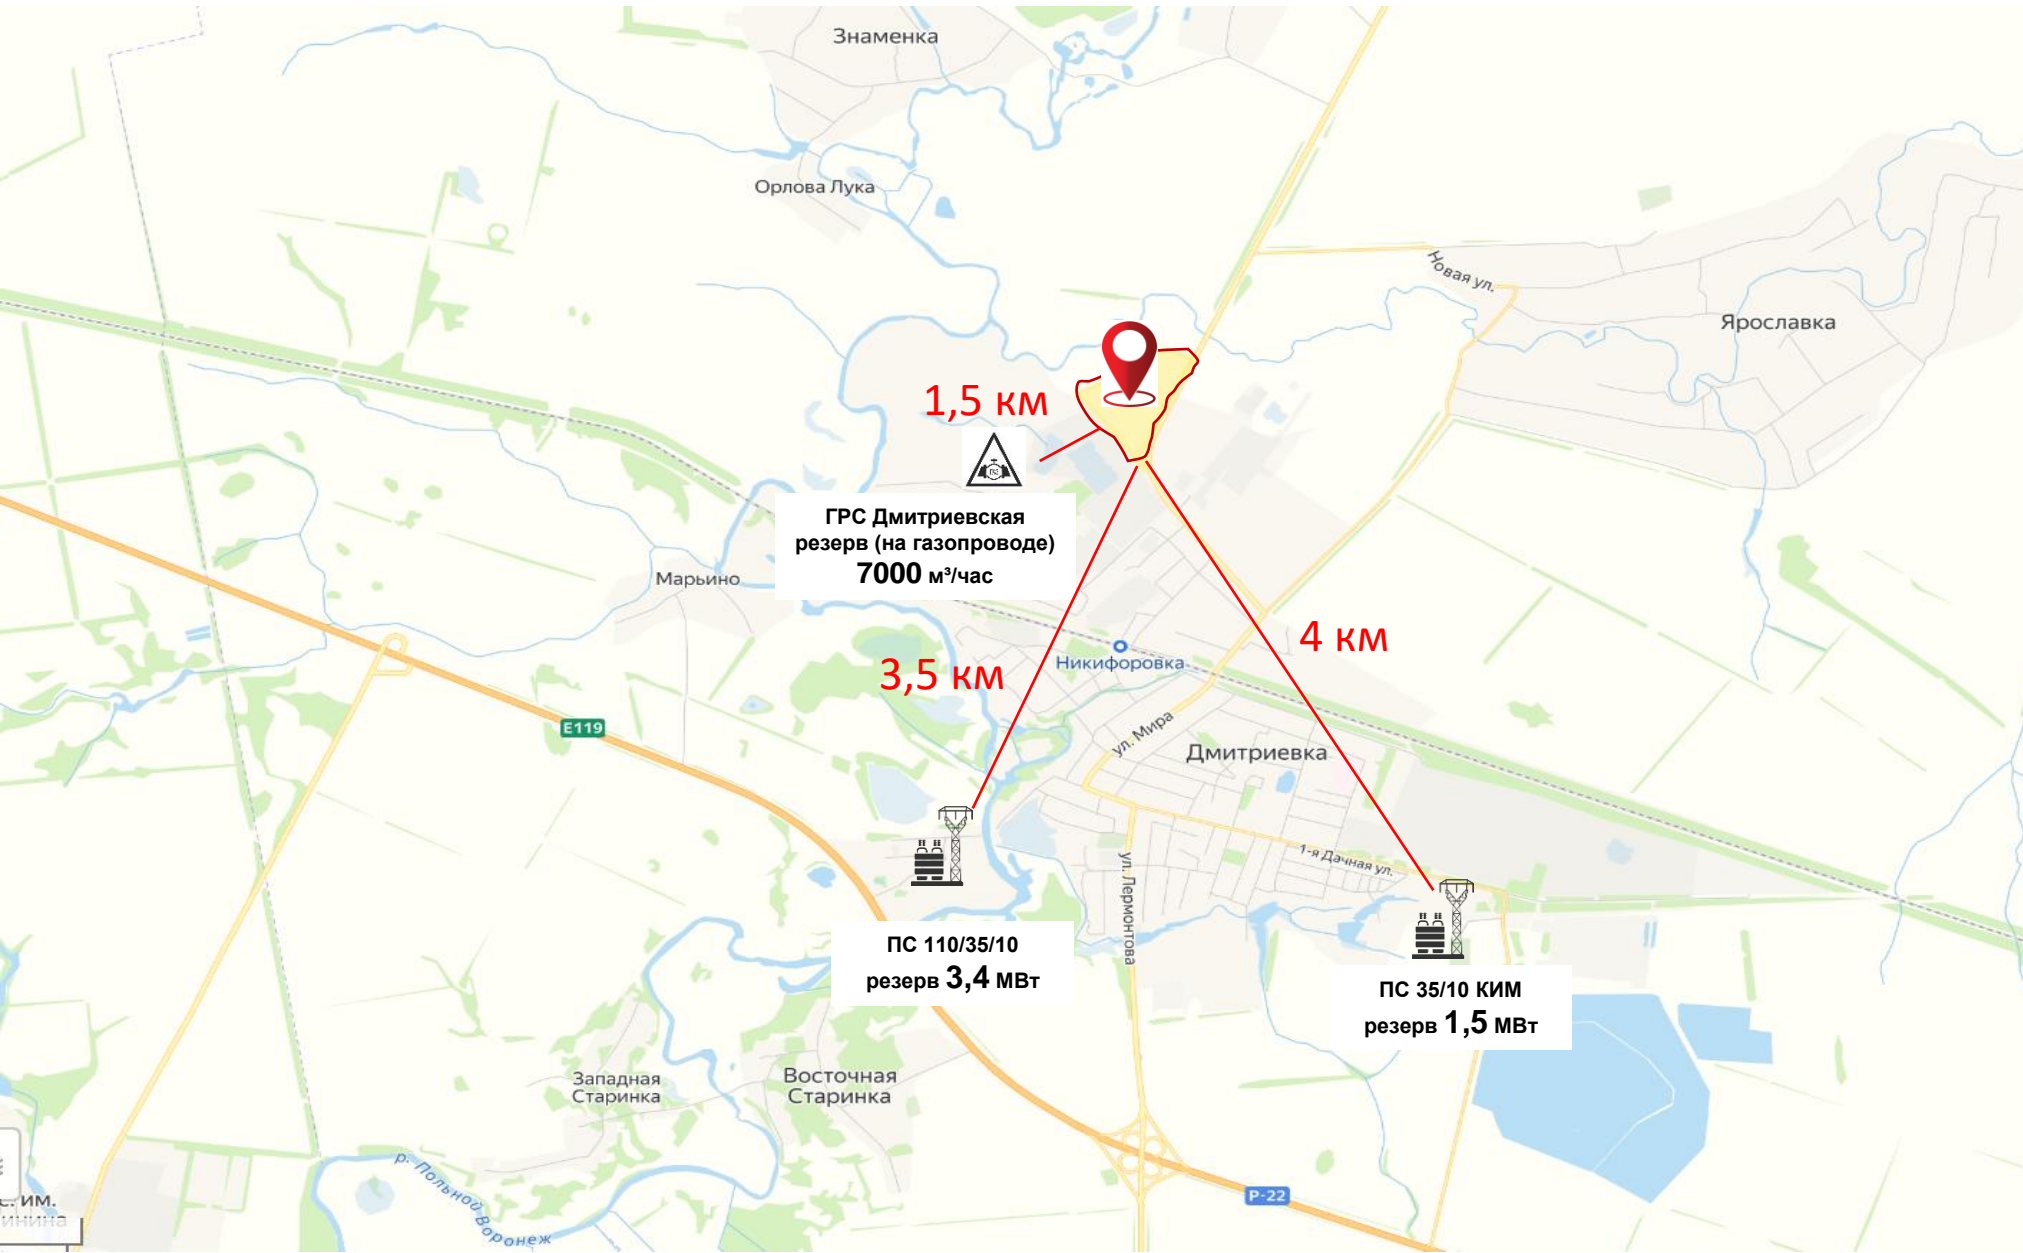 Знаменка
Орлова Лука
Новая ул.
Ярославка
1,5 км
ГРС Дмитриевская
резерв (на газопроводе)
7000 м³/час
Марьино
4 км
Никифоровка
3,5 км
Е119
ул. Мира
Дмитриевка
1-я Дачная ул.
ул. Лермонтова
ПС 110/35/10
резерв 3,4 МВт
ПС 35/10 КИМ
резерв 1,5 МВт
Западная
Старинка
Восточная
Старинка
р. Польной Воронеж
Р-22
им.